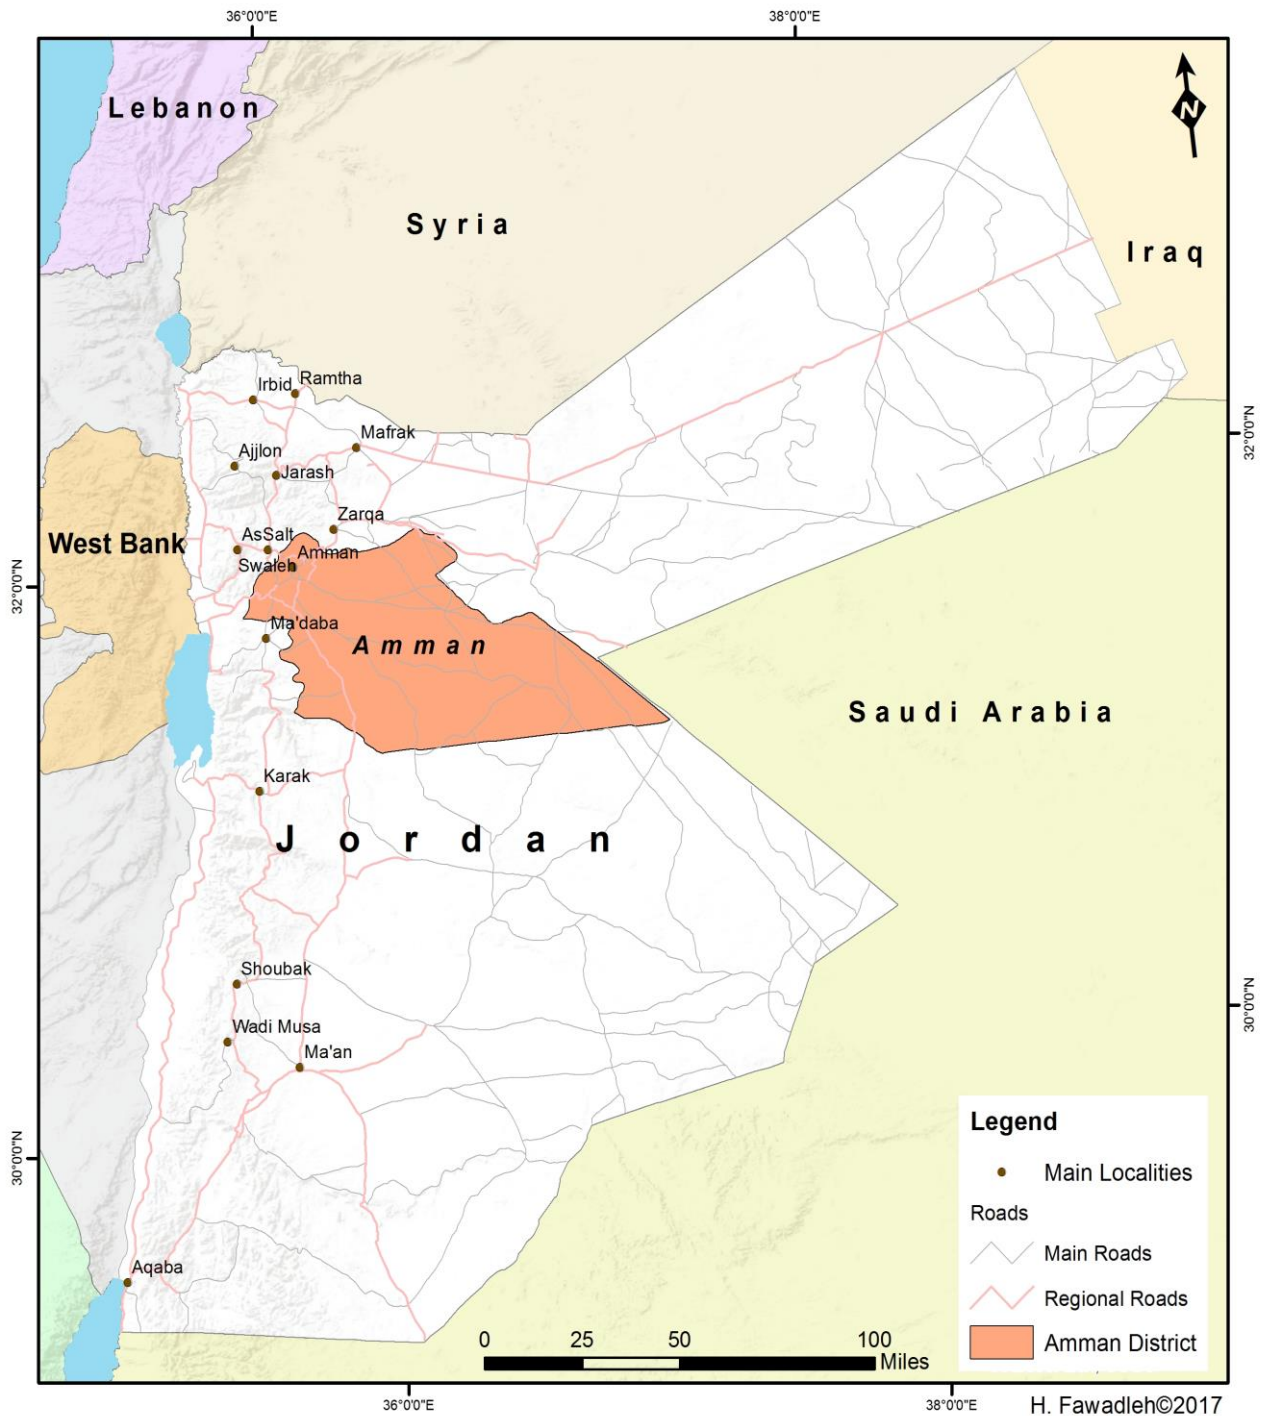 36°0'0"E
38°0'0"E
Lebanon
N
Syria
Iraq
Irbid
Ramtha
Mafrak
32°0'0"N
Ajjlon
Jarash
Zarqa
West Bank
AsSalt
Amman
Swaleh
32°0'0"N
Ma'daba
Amman
Saudi Arabia
Karak
Jordan
Shoubak
30°0'0"N
Wadi Musa
Ma'an
Legend
Main Localities
30°0'0"N
Roads
Main Roads
Aqaba
Regional Roads
0 25 50 100
Miles
Amman District
36°0'0"E
38°0'0"E
H. Fawadleh©2017